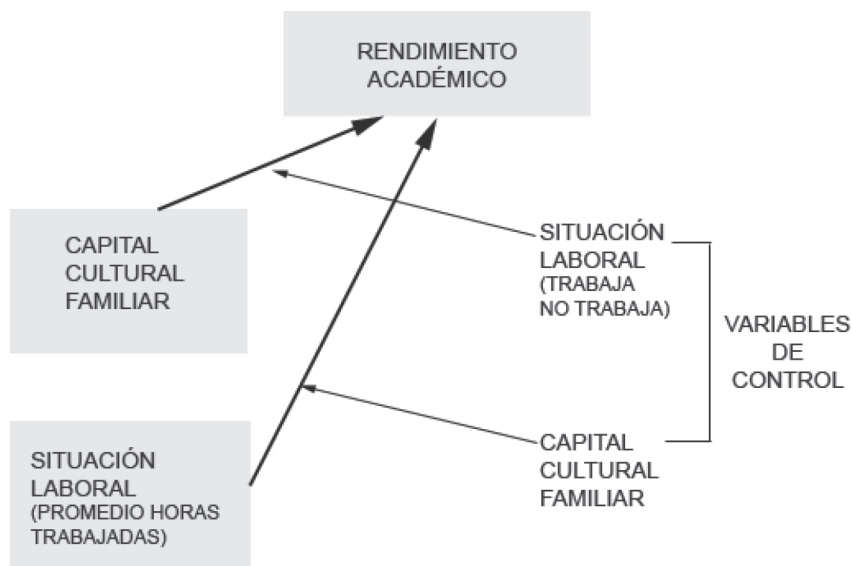 RENDIMIENTO
ACADÉMICO
CAPITAL
CULTURAL
FAMILIAR
SITUACIÓN
LABORAL
(PROMEDIO HORAS
TRABAJADAS)
SITUACIÓN
LABORAL
(TRABAJA
NO TRABAJA)
CAPITAL
CULTURAL
FAMILIAR
VARIABLES
DE
CONTROL